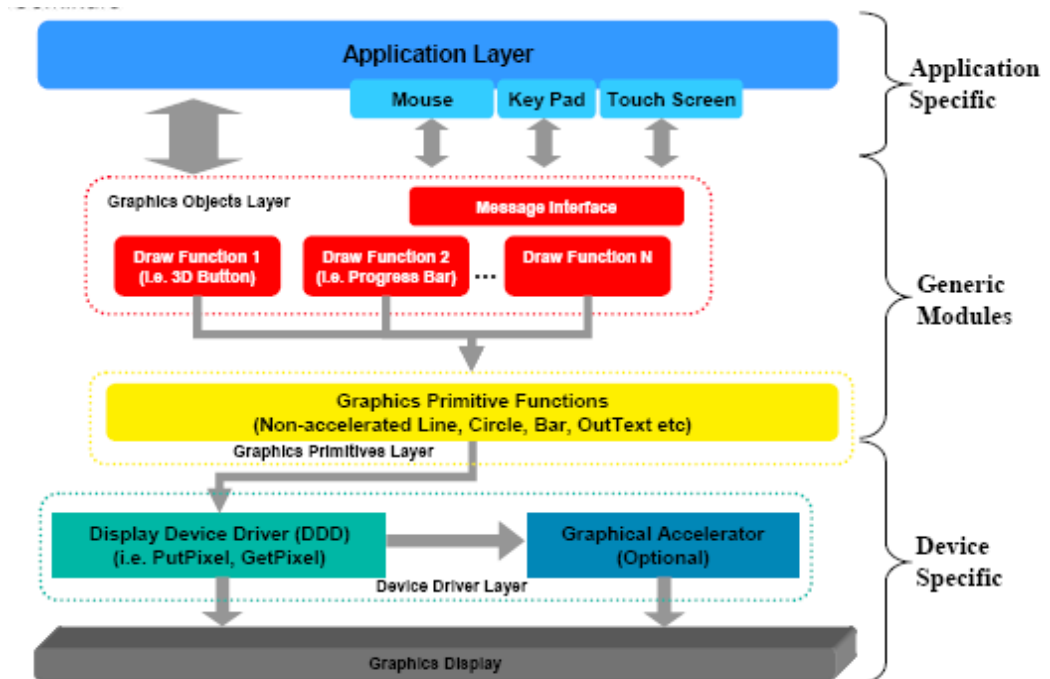 Application Layer
Mouse
Key Pad
Touch Screen
Application
Specific
Graphics Objects Layer
Message Interface
Draw Function 1
(i.e. 3D Button)
Draw Function 2
(i.e. Progress Bar)
...
Draw Function N
Generic
Modules
Graphics Primitive Functions
(Non-accelerated Line, Circle, Bar, OutText etc)
Graphics Primitives Layer
Display Device Driver (DDD)
(i.e. PutPixel, GetPixel)
Graphical Accelerator
(Optional)
Device Driver Layer
Device
Specific
Graphics Display